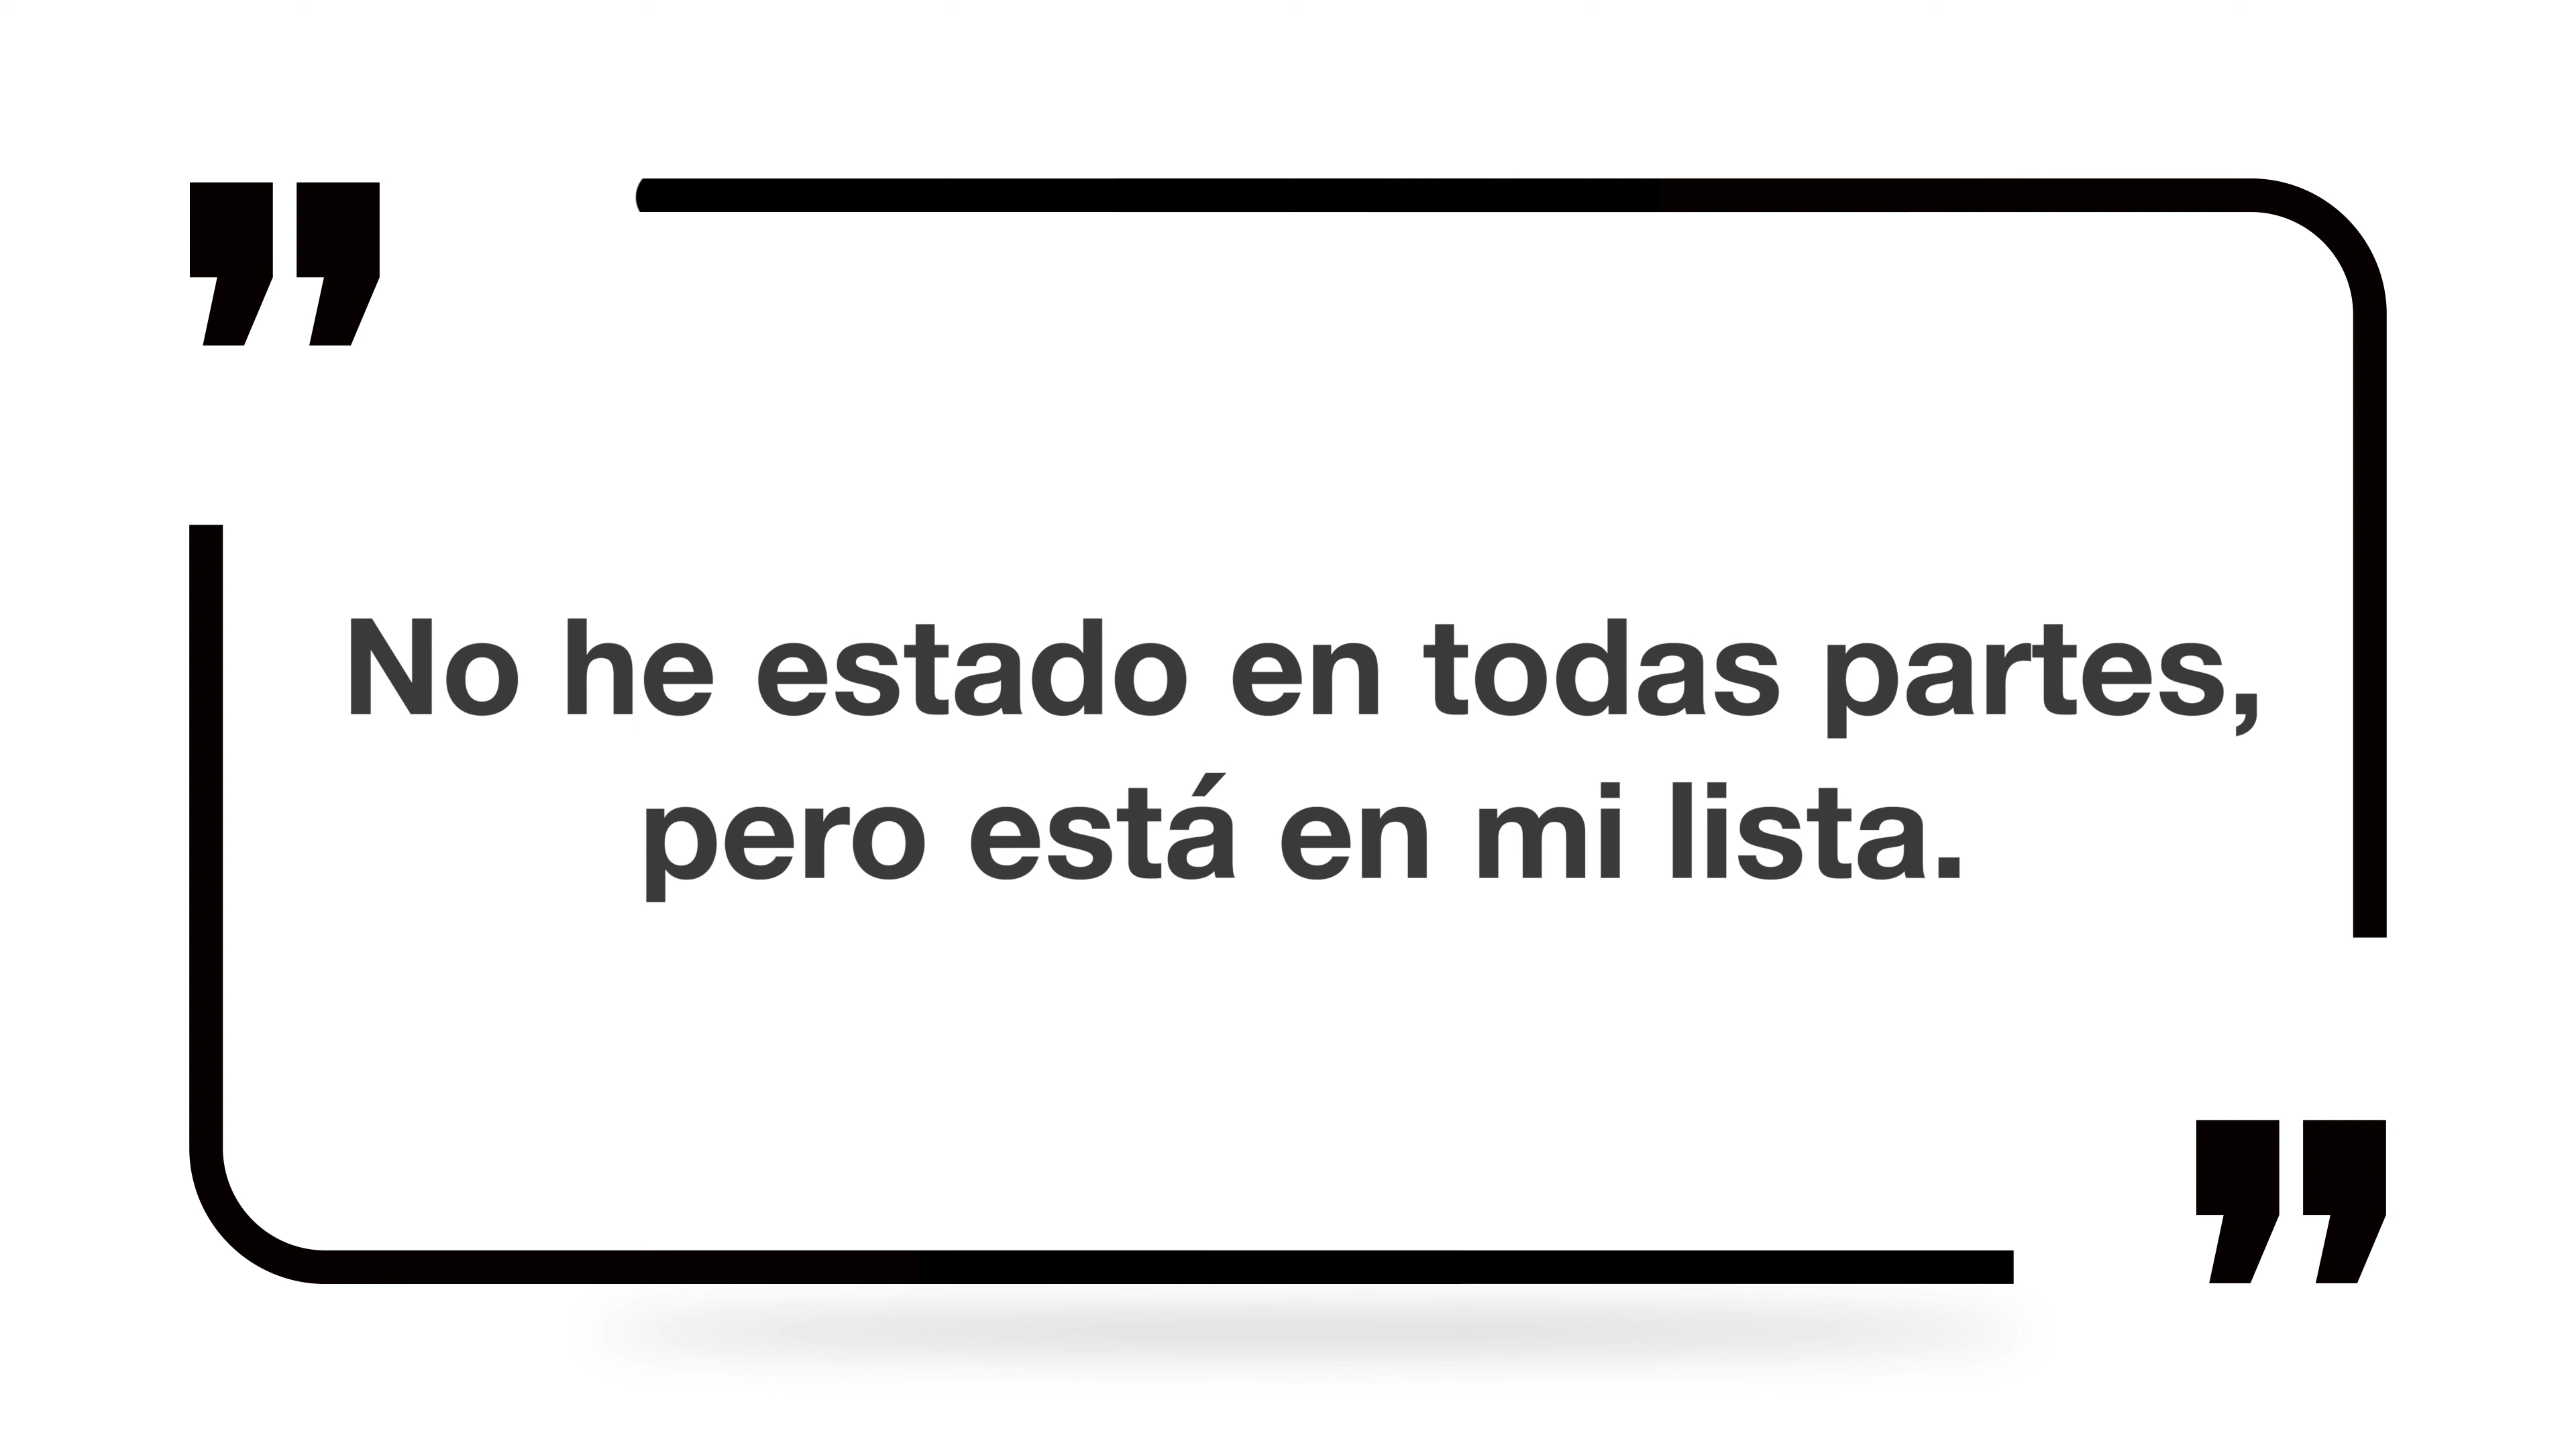 No he estado en todas partes,
pero está en mi lista.